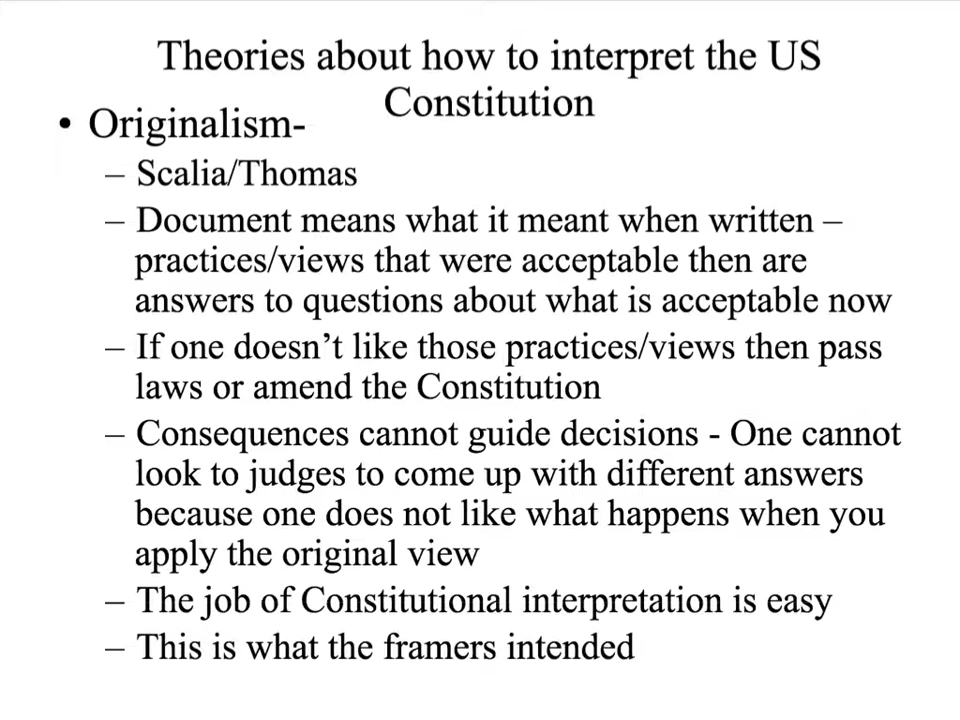 Theories about how to interpret the US
Constitution
• Originalism-
– Scalia/Thomas
– Document means what it meant when written –
practices/views that were acceptable then are
answers to questions about what is acceptable now
– If one doesn’t like those practices/views then pass
laws or amend the Constitution
– Consequences cannot guide decisions - One cannot
look to judges to come up with different answers
because one does not like what happens when you
apply the original view
– The job of Constitutional interpretation is easy
– This is what the framers intended